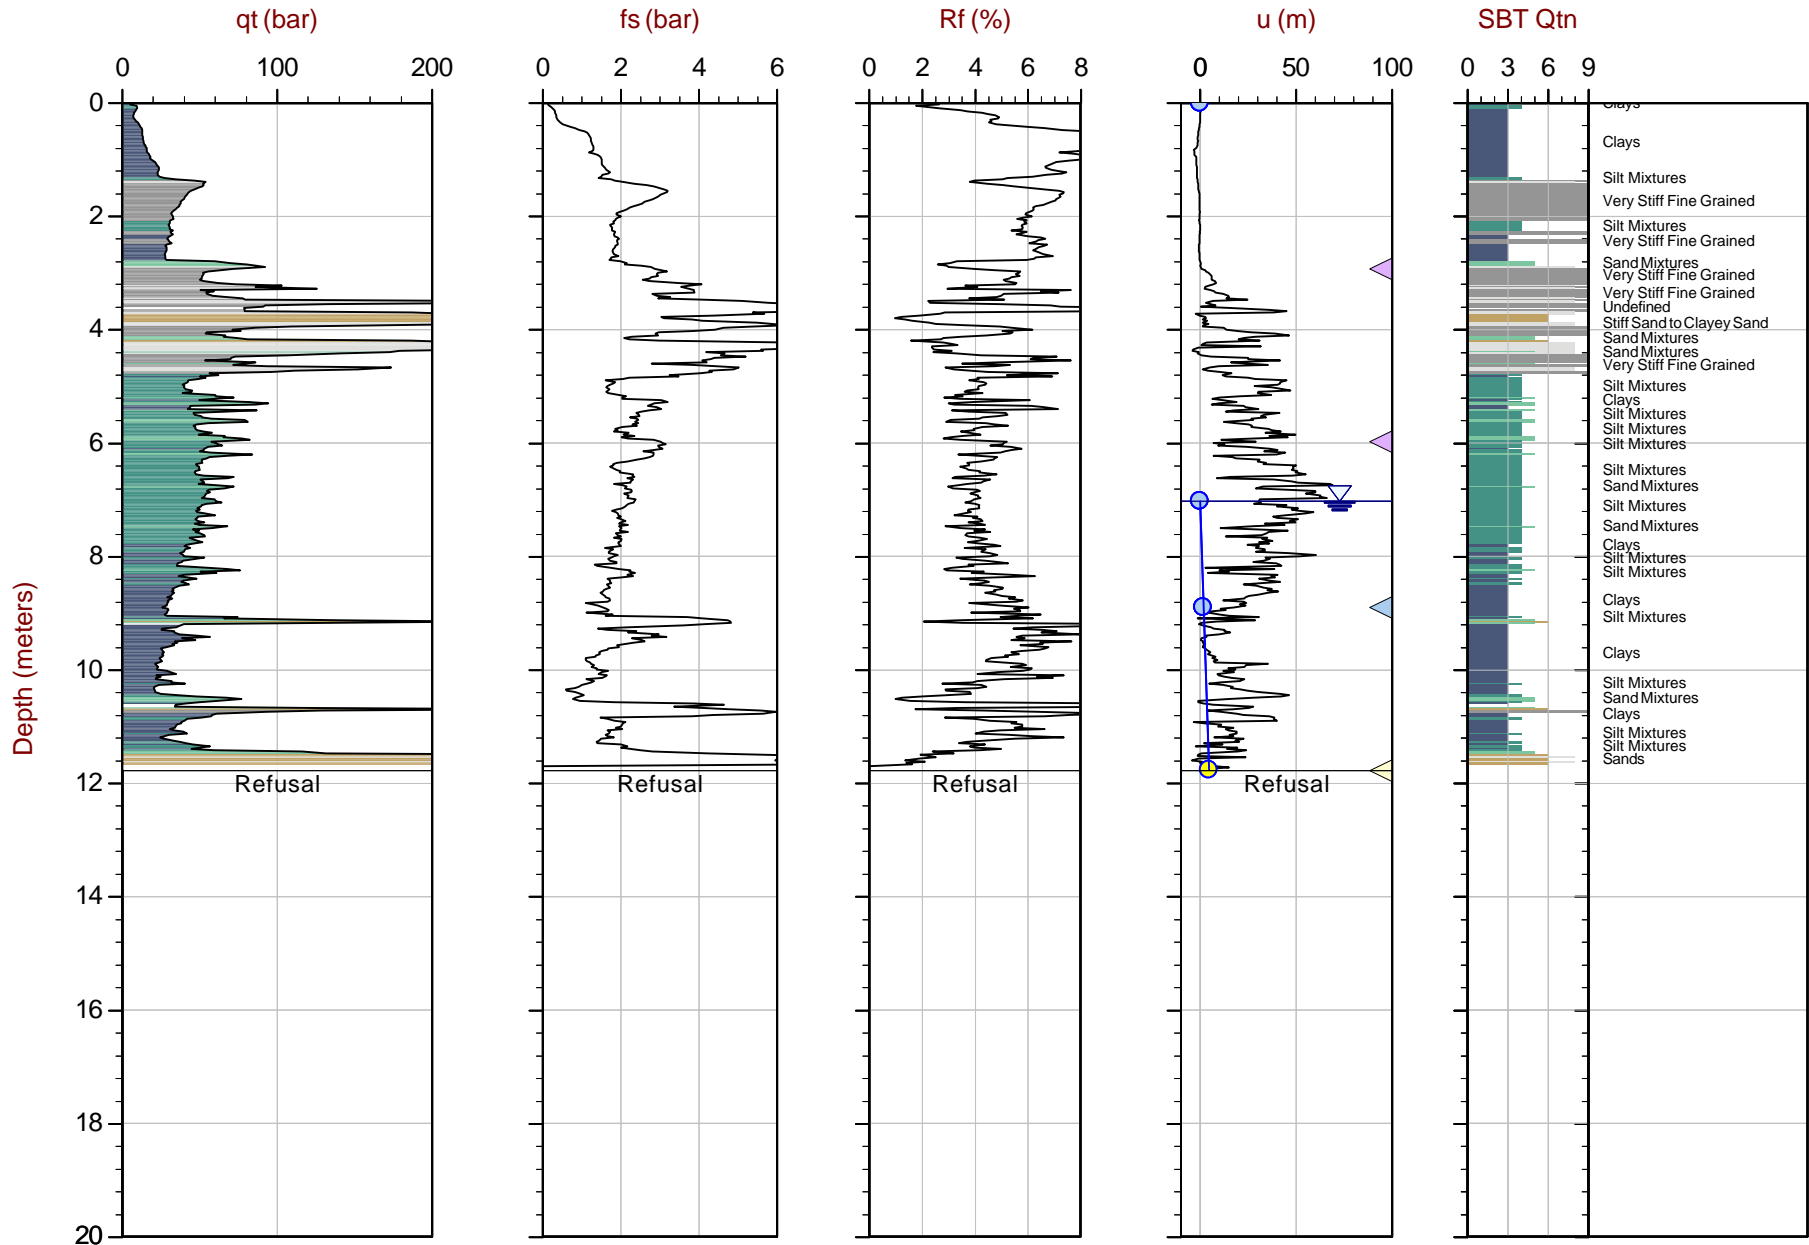 qt (bar)
fs (bar)
Rf (%)
u (m)
SBT Qtn
0 100 200
0 2 4 6
0 2 4 6 8
0 50 100
0 3 6 9
Depth (meters)
0
2
4
6
8
10
12
14
16
18
20
Clays
Clays
Silt Mixtures
Very Stiff Fine Grained
Silt Mixtures
Very Stiff Fine Grained
Sand Mixtures
Very Stiff Fine Grained
Very Stiff Fine Grained
Undefined
Stiff Sand to Clayey Sand
Sand Mixtures
Sand Mixtures
Very Stiff Fine Grained
Silt Mixtures
Clays
Silt Mixtures
Silt Mixtures
Silt Mixtures
Silt Mixtures
Sand Mixtures
Silt Mixtures
Sand Mixtures
Clays
Silt Mixtures
Silt Mixtures
Clays
Silt Mixtures
Clays
Silt Mixtures
Sand Mixtures
Clays
Silt Mixtures
Silt Mixtures
Sands
Refusal
Refusal
Refusal
Refusal